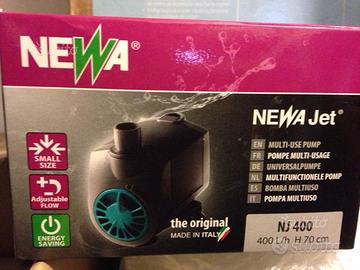 NEWA®
NEWA Jet®
EN MULTI-USE PUMP
FR POMPE MULTI-USAGE
DE UNIVERSALPUMPE
NL MULTIFUNCTIONELE POMP
ES BOMBA MULTIUSO
IT POMPA MULTIUSO
SMALL
SIZE
Adjustable
FLOW
ENERGY
SAVING
the original
MADE IN ITALY
NJ 400
400 L/h H 70 cm